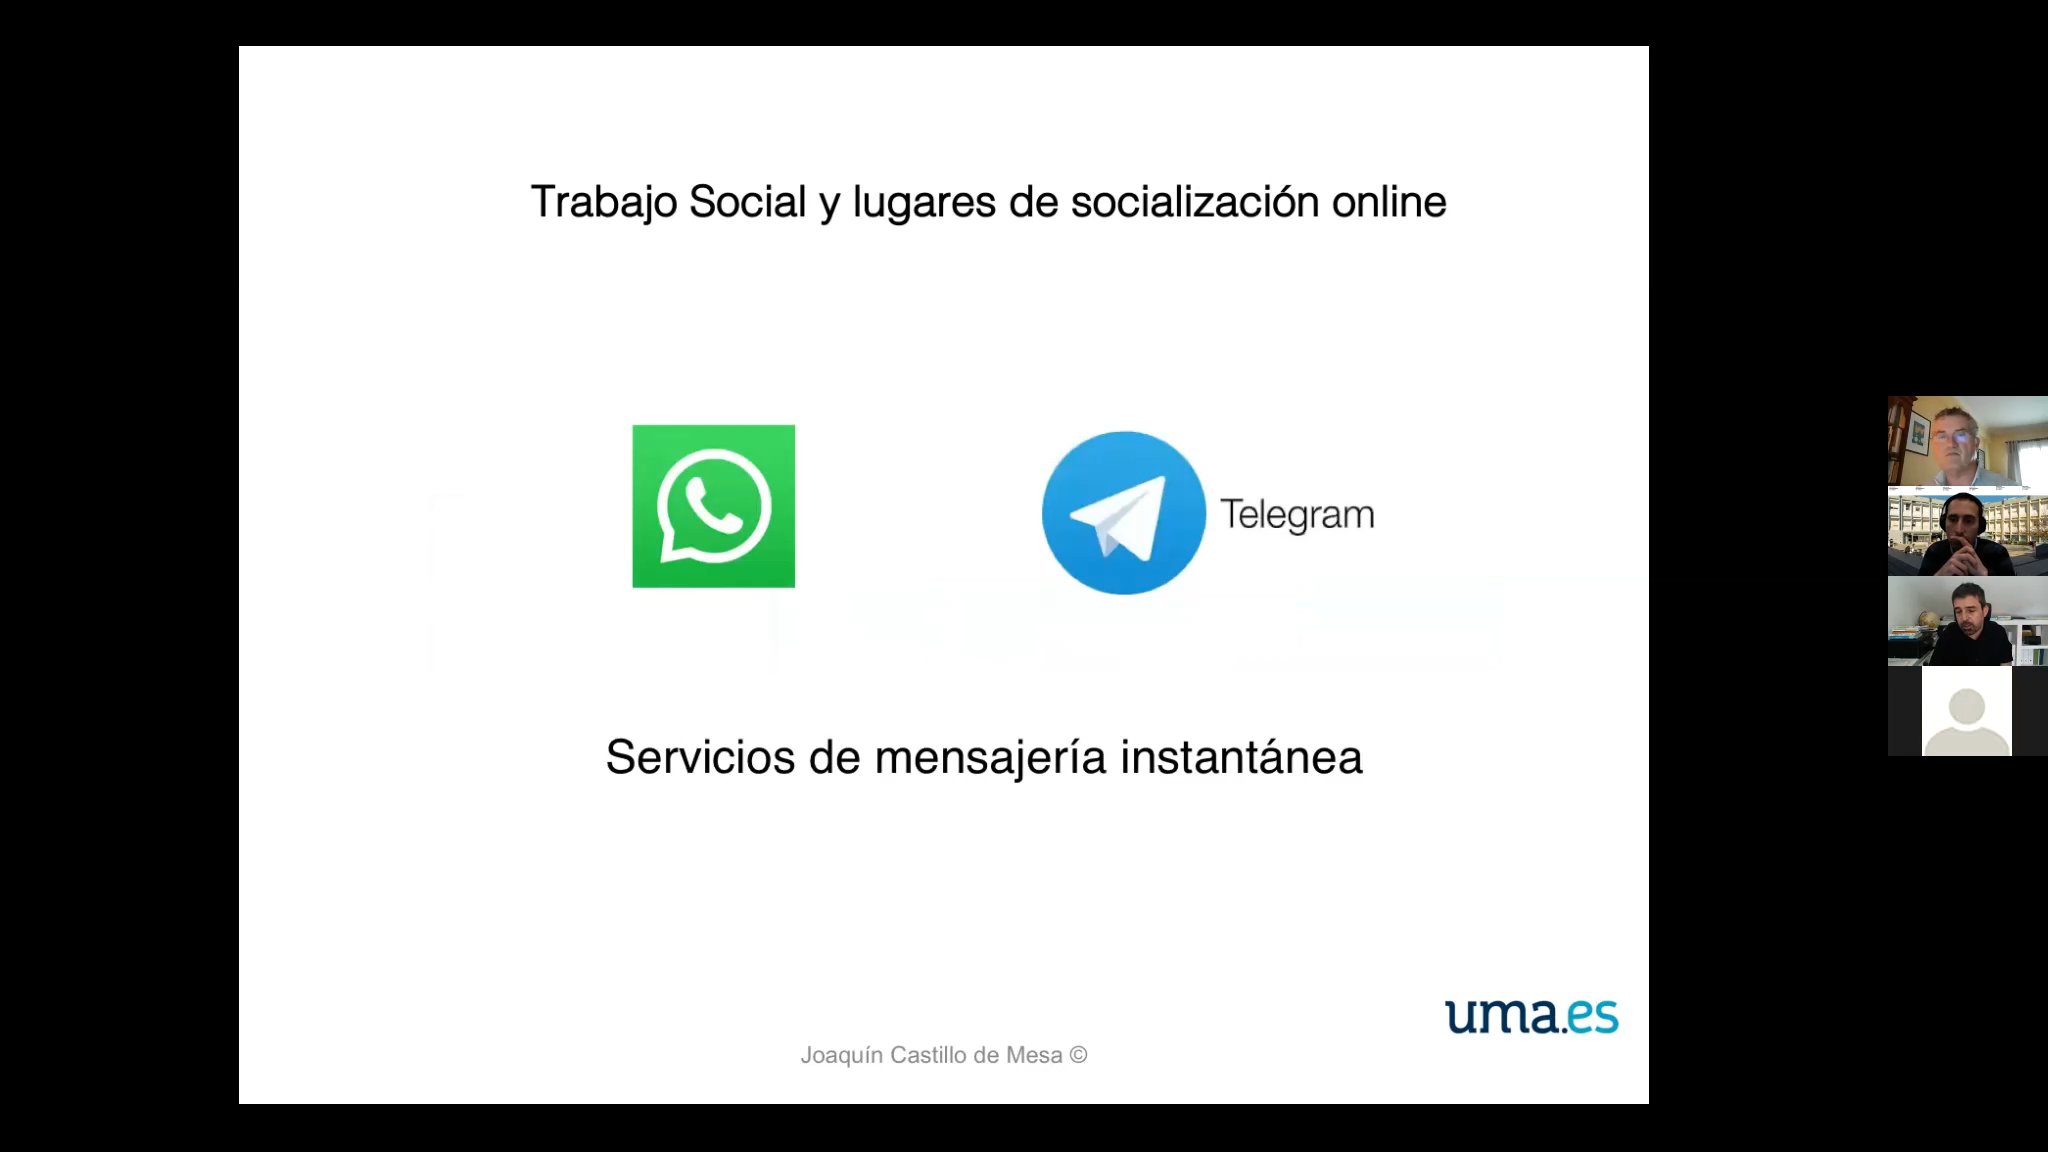 Trabajo Social y lugares de socialización online
Telegram
Servicios de mensajería instantánea
uma.es
Joaquín Castillo de Mesa ©